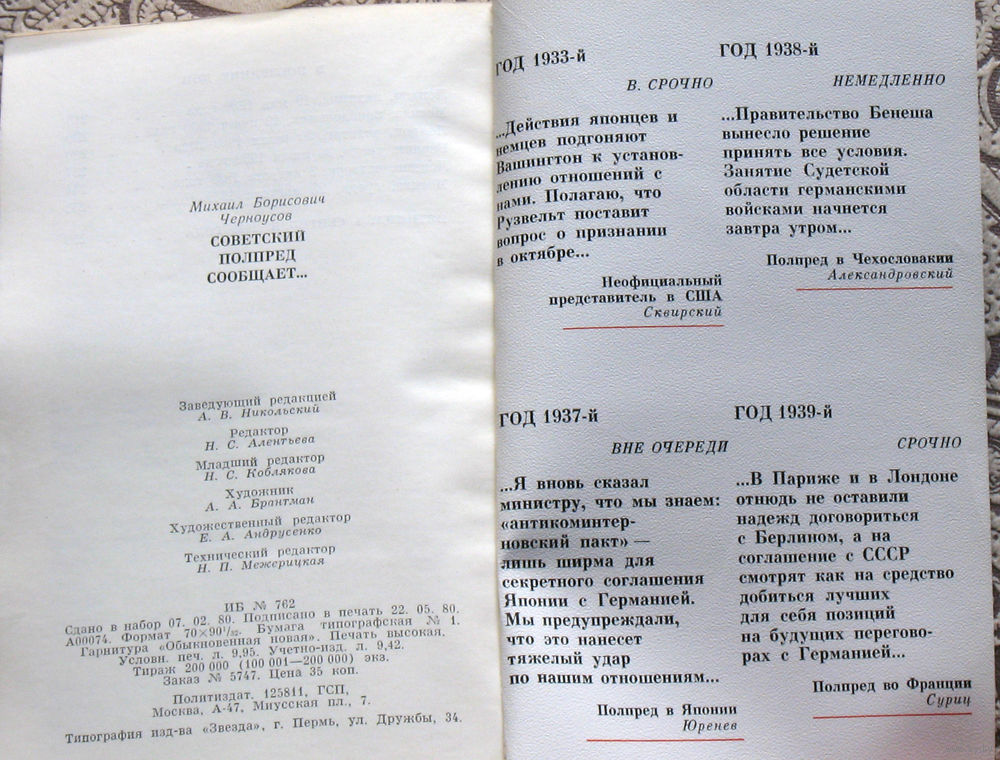 Михаил Борисович
Черноусов
СОВЕТСКИЙ
ПОЛПРЕД
СООБЩАЕТ...
Заведующий редакцией
А. В. Никольский
Редактор
Н. С. Алентьева
Младший редактор
Н. С. Коблякова
Художник
А. А. Брантман
Художественный редактор
Е. А. Андрусенко
Технический редактор
Н. П. Межерицкая
ИБ № 762
Сдано в набор 07. 02. 80. Подписано в печать 22. 05. 80.
А00074. Формат 70×90¹/₃₂. Бумага типографская № 1.
Гарнитура «Обыкновенная новая». Печать высокая.
Условн. печ. л. 9,95. Учетно-изд. л. 9,42.
Тираж 200 000 (100 001—200 000) экз.
Заказ № 5747. Цена 35 коп.
Политиздат. 125811, ГСП,
Москва, А-47, Миусская пл., 7.
Типография изд-ва «Звезда», г. Пермь, ул. Дружбы, 34.
ГОД 1933-й
В. СРОЧНО
...Действия японцев и
немцев подгоняют
Вашингтон к установ-
лению отношений с
нами. Полагаю, что
Рузвельт поставит
вопрос о признании
в октябре...
Неофициальный
представитель в США
Сквирский
ГОД 1937-й
ВНЕ ОЧЕРЕДИ
...Я вновь сказал
министру, что мы знаем:
«антикоминтер-
новский пакт» —
лишь ширма для
секретного соглашения
Японии с Германией.
Мы предупреждали,
что это нанесет
тяжелый удар
по нашим отношениям...
Полпред в Японии
Юренев
ГОД 1938-й
НЕМЕДЛЕННО
...Правительство Бенеша
вынесло решение
принять все условия.
Занятие Судетской
области германскими
войсками начнется
завтра утром...
Полпред в Чехословакии
Александровский
ГОД 1939-й
СРОЧНО
...В Париже и в Лондоне
отнюдь не оставили
надежд договориться
с Берлином, а на
соглашение с СССР
смотрят как на средство
добиться лучших
для себя позиций
на будущих перегово-
рах с Германией...
Полпред во Франции
Суриц